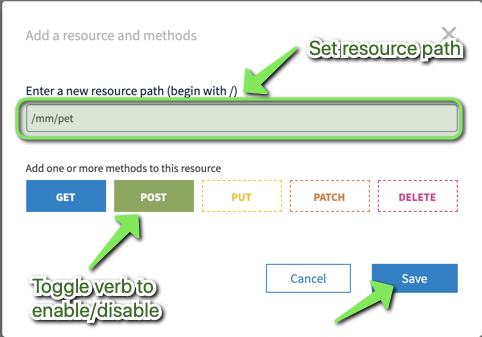 Add a resource and methods
Set resource path
Enter a new resource path (begin with /)
/mm/pet
Add one or more methods to this resource
GET POST PUT PATCH DELETE
Toggle verb to
enable/disable
Cancel Save